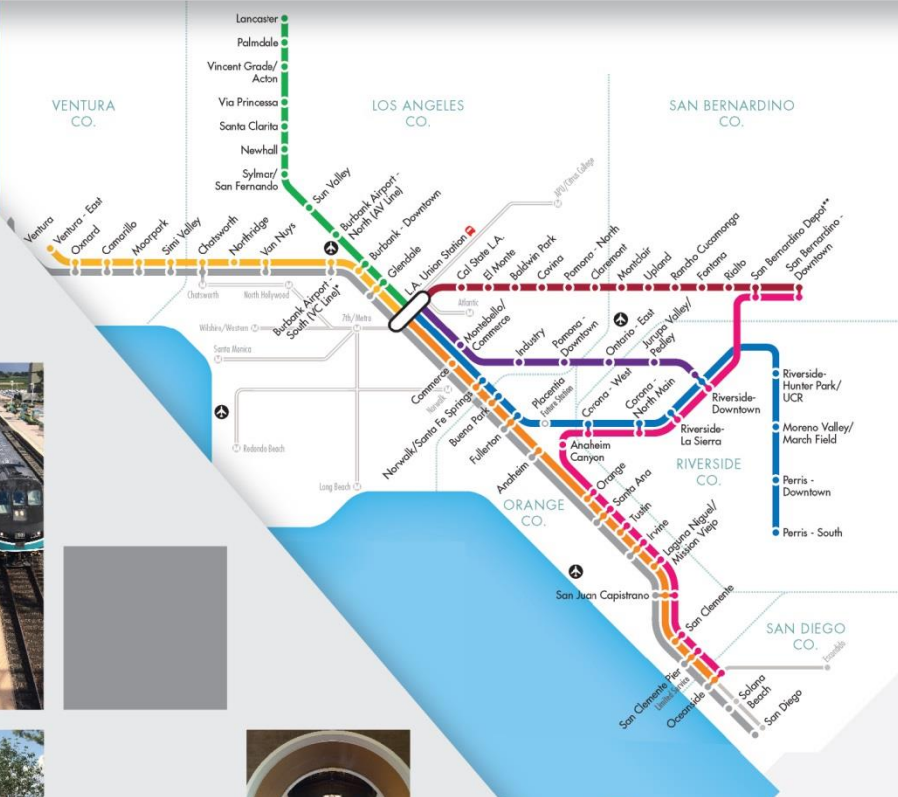 Lancaster
Palmdale
Vincent Grade/
Acton
Via Princessa
Santa Clarita
Newhall
Sylmar/
San Fernando
VENTURA
CO.
LOS ANGELES
CO.
SAN BERNARDINO
CO.
Sun Valley
Burbank Airport -
North (AV Line)
Burbank - Downtown
Glendale
L.A. Union Station
APU/Citrus College
Ventura
Ventura - East
Oxnard
Camarillo
Moorpark
Simi Valley
Chatsworth
Northridge
Van Nuys
Burbank Airport -
South (VC Line)*
Cal State L.A.
El Monte
Baldwin Park
Covina
Pomona - North
Claremont
Montclair
Upland
Rancho Cucamonga
Fontana
Rialto
San Bernardino Depot**
San Bernardino -
Downtown
Chatsworth
North Hollywood
Wilshire/Western
7th/Metro
Atlantic
Santa Monica
Norwalk
Redondo Beach
Long Beach
Montebello/
Commerce
Industry
Pomona -
Downtown
Ontario - East
Jurupa Valley/
Pedley
Commerce
Norwalk/Santa Fe Springs
Buena Park
Fullerton
Anaheim
Placentia
Future Station
Corona - West
Corona -
North Main
Riverside-
Downtown
Riverside-
La Sierra
Riverside-
Hunter Park/
UCR
Moreno Valley/
March Field
Perris -
Downtown
Perris - South
Anaheim
Canyon
RIVERSIDE
CO.
ORANGE
CO.
Orange
Santa Ana
Tustin
Irvine
Laguna Niguel/
Mission Viejo
San Juan Capistrano
San Clemente
SAN DIEGO
CO.
San Clemente Pier
Limited Service
Oceanside
Solana
Beach
San Diego
Escondido